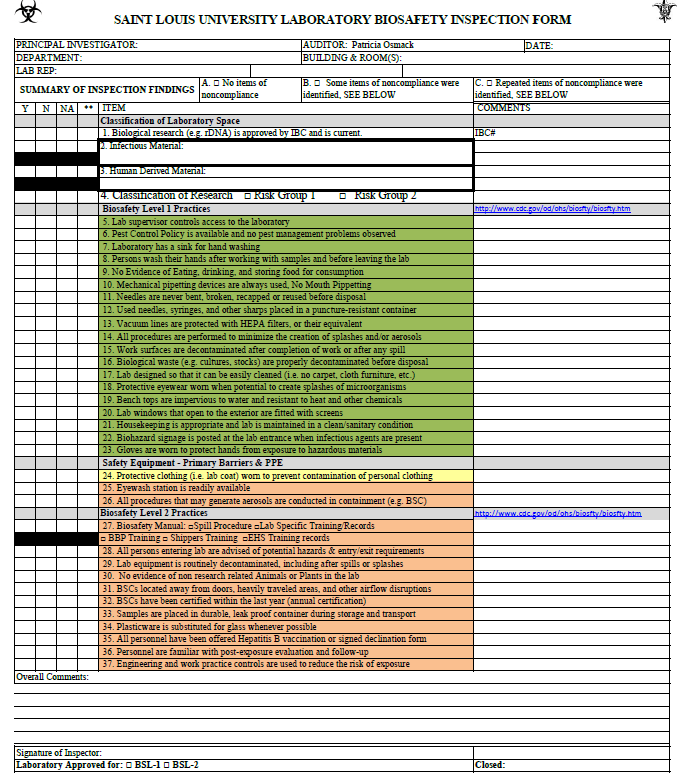 SAINT LOUIS UNIVERSITY LABORATORY BIOSAFETY INSPECTION FORM
PRINCIPAL INVESTIGATOR: AUDITOR: Patricia Osmack DATE:
DEPARTMENT: BUILDING & ROOM(S):
LAB REP:
SUMMARY OF INSPECTION FINDINGS
A. □ No items of noncompliance
B. □ Some items of noncompliance were identified, SEE BELOW
C. □ Repeated items of noncompliance were identified, SEE BELOW
Y N NA ** ITEM COMMENTS
Classification of Laboratory Space
1. Biological research (e.g. rDNA) is approved by IBC and is current. IBC#
2. Infectious Material:
3. Human Derived Material:
4. Classification of Research □ Risk Group 1 □ Risk Group 2
Biosafety Level 1 Practices http://www.cdc.gov/od/ohs/biosfty/biosfty.htm
5. Lab supervisor controls access to the laboratory
6. Pest Control Policy is available and no pest management problems observed
7. Laboratory has a sink for hand washing
8. Persons wash their hands after working with samples and before leaving the lab
9. No Evidence of Eating, drinking, and storing food for consumption
10. Mechanical pipetting devices are always used, No Mouth Pippetting
11. Needles are never bent, broken, recapped or reused before disposal
12. Used needles, syringes, and other sharps placed in a puncture-resistant container
13. Vacuum lines are protected with HEPA filters, or their equivalent
14. All procedures are performed to minimize the creation of splashes and/or aerosols
15. Work surfaces are decontaminated after completion of work or after any spill
16. Biological waste (e.g. cultures, stocks) are properly decontaminated before disposal
17. Lab designed so that it can be easily cleaned (i.e. no carpet, cloth furniture, etc.)
18. Protective eyewear worn when potential to create splashes of microorganisms
19. Bench tops are impervious to water and resistant to heat and other chemicals
20. Lab windows that open to the exterior are fitted with screens
21. Housekeeping is appropriate and lab is maintained in a clean/sanitary condition
22. Biohazard signage is posted at the lab entrance when infectious agents are present
23. Gloves are worn to protect hands from exposure to hazardous materials
Safety Equipment - Primary Barriers & PPE
24. Protective clothing (i.e. lab coat) worn to prevent contamination of personal clothing
25. Eyewash station is readily available
26. All procedures that may generate aerosols are conducted in containment (e.g. BSC)
Biosafety Level 2 Practices http://www.cdc.gov/od/ohs/biosfty/biosfty.htm
27. Biosafety Manual: □Spill Procedure □Lab Specific Training/Records
□ BBP Training □ Shippers Training □EHS Training records
28. All persons entering lab are advised of potential hazards & entry/exit requirements
29. Lab equipment is routinely decontaminated, including after spills or splashes
30. No evidence of non research related Animals or Plants in the lab
31. BSCs located away from doors, heavily traveled areas, and other airflow disruptions
32. BSCs have been certified within the last year (annual certification)
33. Samples are placed in durable, leak proof container during storage and transport
34. Plasticware is substituted for glass whenever possible
35. All personnel have been offered Hepatitis B vaccination or signed declination form
36. Personnel are familiar with post-exposure evaluation and follow-up
37. Engineering and work practice controls are used to reduce the risk of exposure
Overall Comments:
Signature of Inspector:
Laboratory Approved for: □ BSL-1 □ BSL-2 Closed: